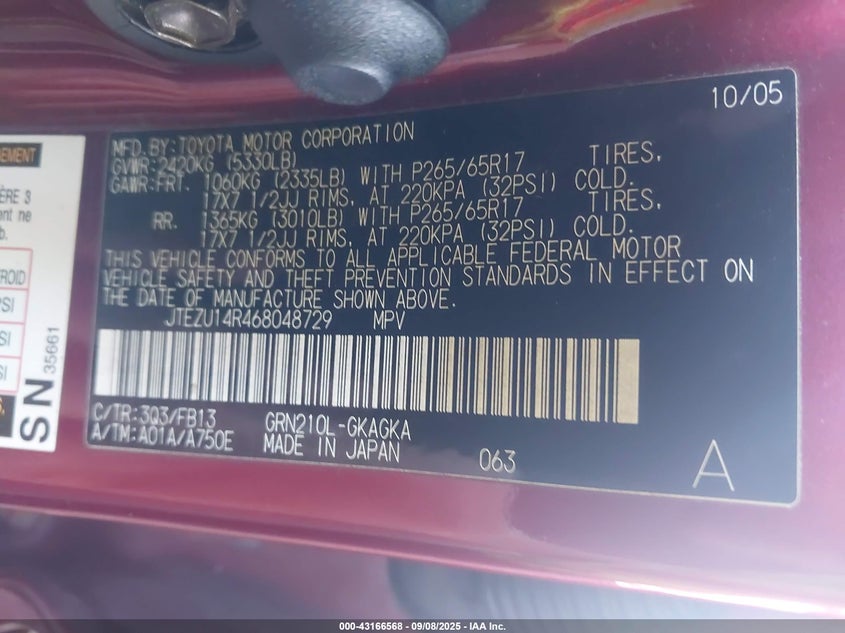 10/05
MFD.BY:TOYOTA MOTOR CORPORATION
GVWR:2420KG (5330LB)
GAWR:FRT. 1060KG (2335LB) WITH P265/65R17 TIRES,
17X7 1/2JJ RIMS, AT 220KPA (32PSI) COLD.
RR. 1365KG (3010LB) WITH P265/65R17 TIRES,
17X7 1/2JJ RIMS, AT 220KPA (32PSI) COLD.
THIS VEHICLE CONFORMS TO ALL APPLICABLE FEDERAL MOTOR
VEHICLE SAFETY AND THEFT PREVENTION STANDARDS IN EFFECT ON
THE DATE OF MANUFACTURE SHOWN ABOVE.
JTEZU14R468048729 MPV
C/TR:3Q3/FB13 GRN210L-GKAGKA
A/TM:A01A/A750E MADE IN JAPAN
063
A
SN 35661
000-43166568 - 09/08/2025 - IAA Inc.